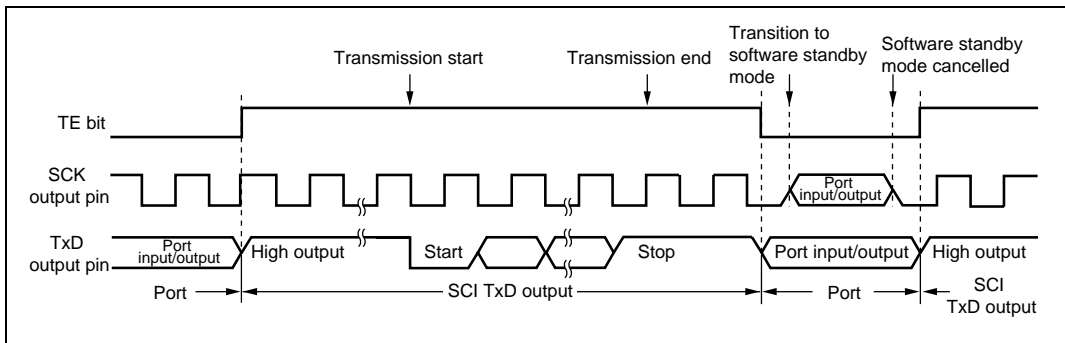 Transition to
software standby
mode
Software standby
mode cancelled
Transmission start
Transmission end
TE bit
SCK
output pin
Port
input/output
TxD
output pin
Port
input/output
High output
Start
Stop
Port input/output
High output
Port
SCI TxD output
Port
SCI
TxD output